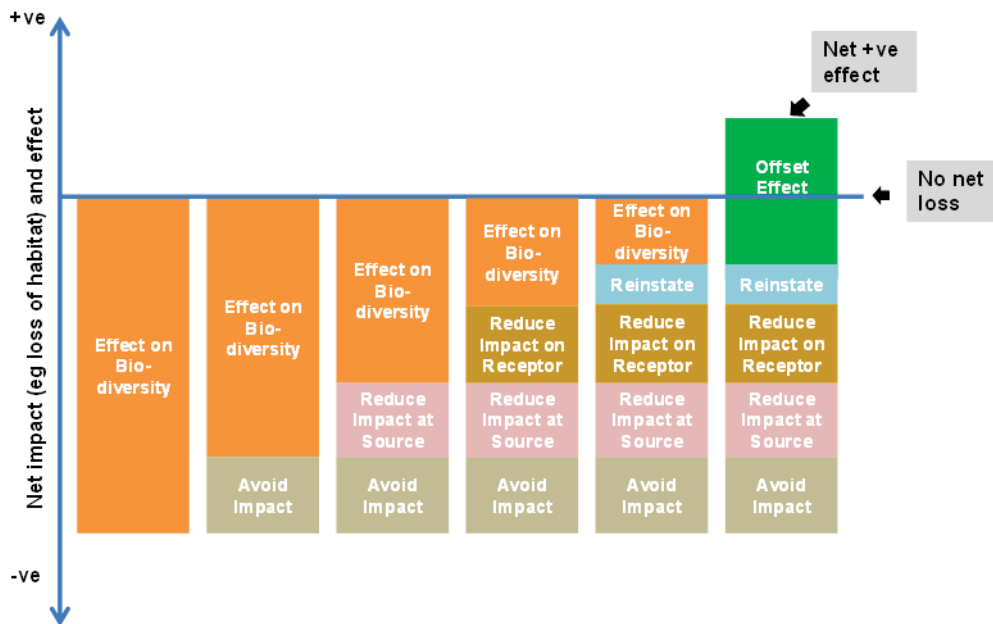 +ve
Net impact (eg loss of habitat) and effect
-ve
Effect on
Bio-
diversity
Effect on
Bio-
diversity
Avoid
Impact
Effect on
Bio-
diversity
Reduce
Impact at
Source
Avoid
Impact
Effect on
Bio-
diversity
Reduce
Impact on
Receptor
Reduce
Impact at
Source
Avoid
Impact
Effect on
Bio-
diversity
Reinstate
Reduce
Impact on
Receptor
Reduce
Impact at
Source
Avoid
Impact
Offset
Effect
Reinstate
Reduce
Impact on
Receptor
Reduce
Impact at
Source
Avoid
Impact
Net +ve
effect
No net
loss